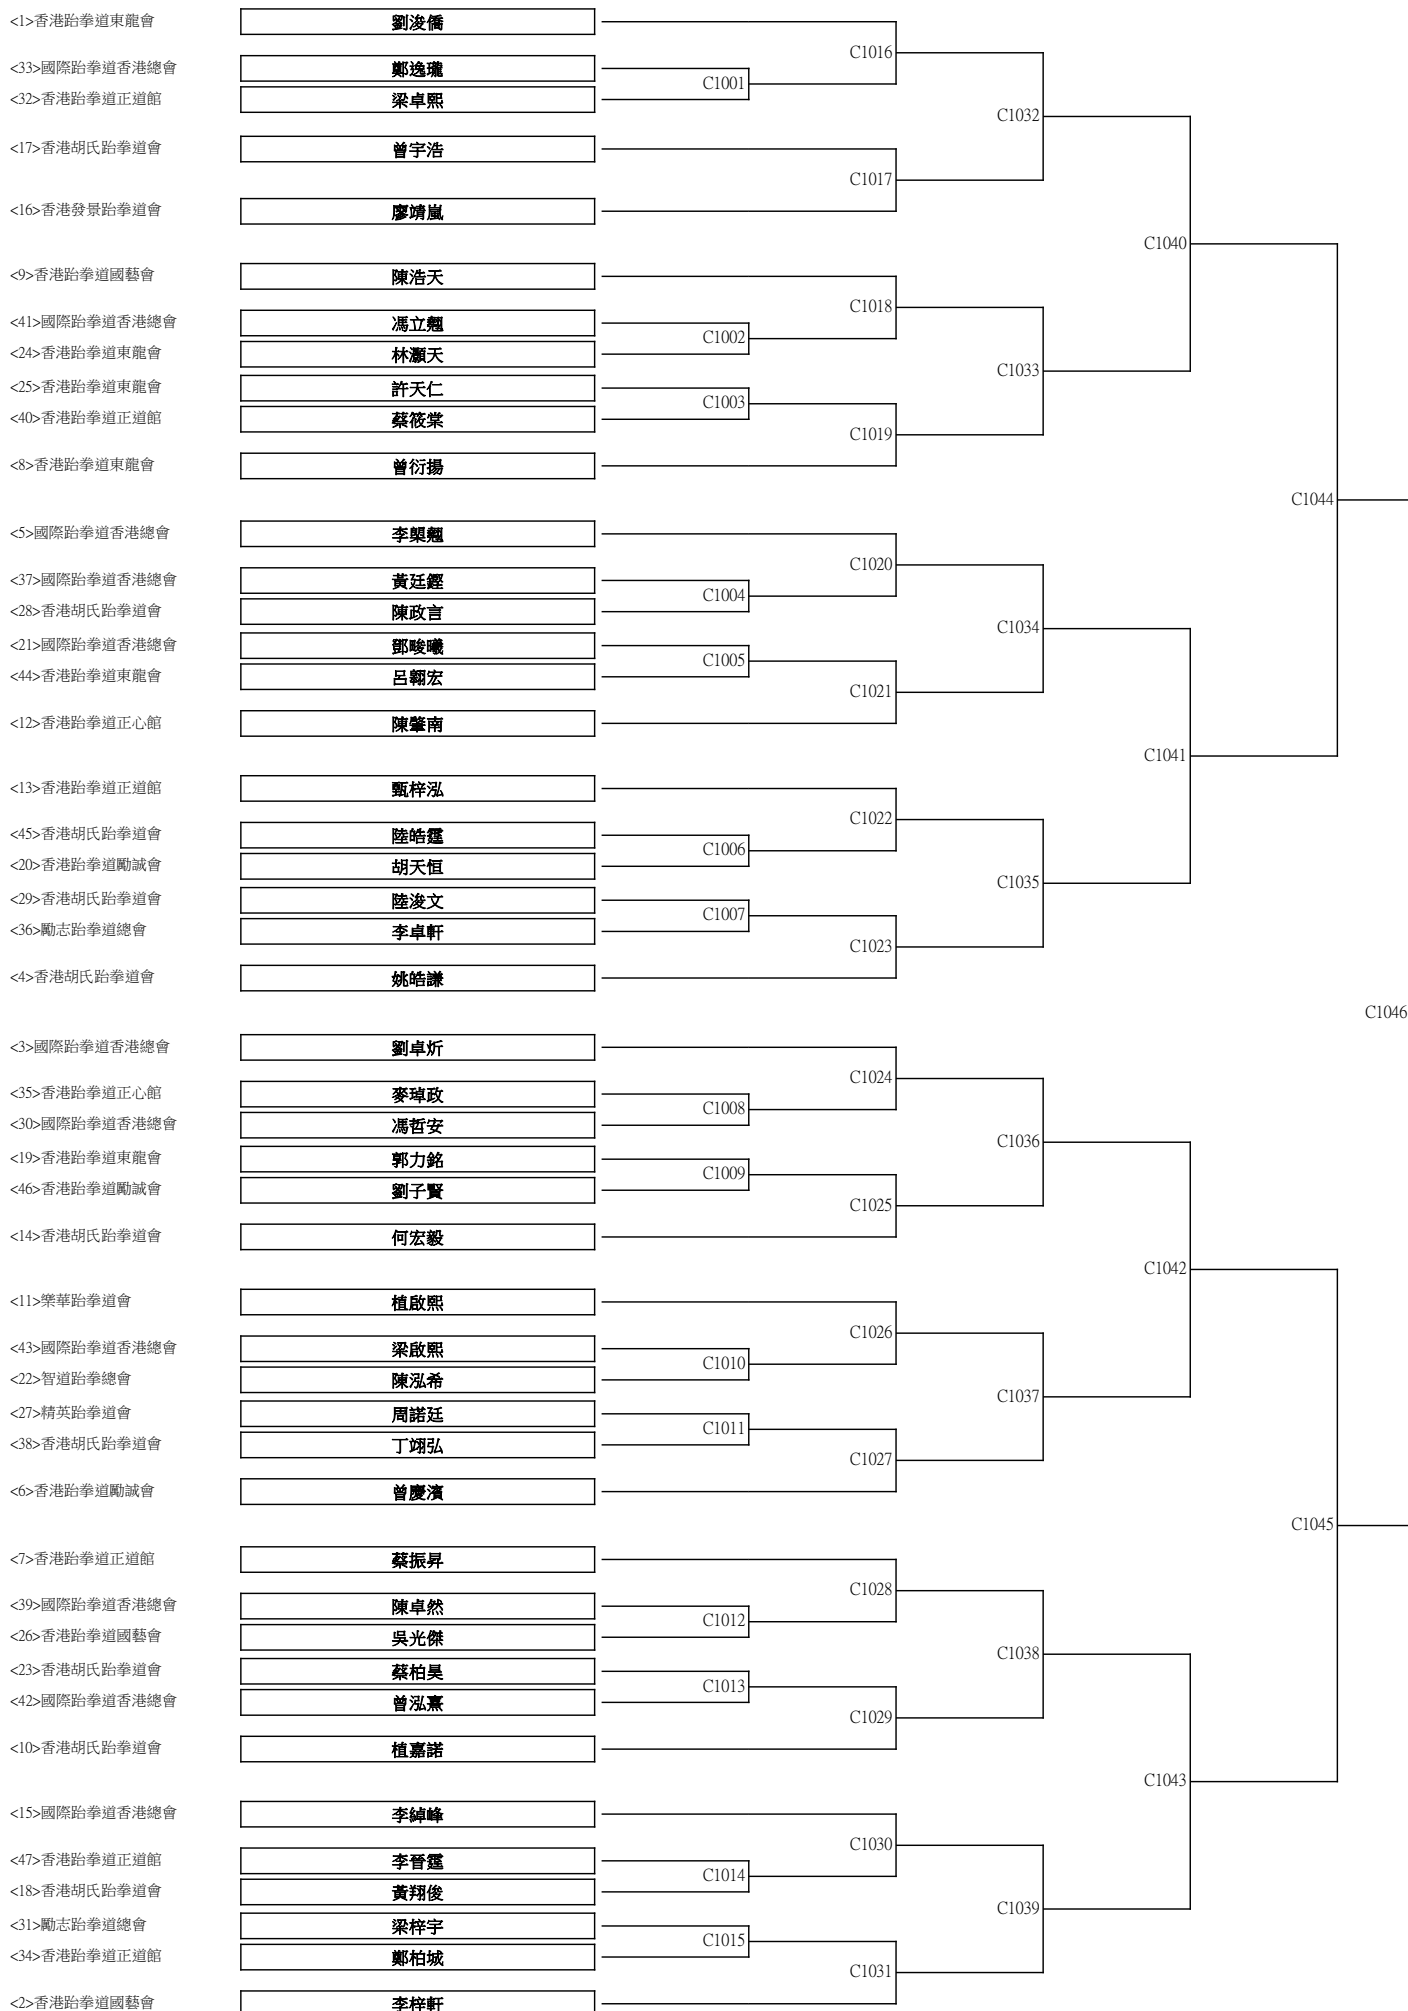 <1>香港跆拳道東龍會 劉浚僑
C1016
<33>國際跆拳道香港總會 鄭逸瓏
C1001
<32>香港跆拳道正道館 梁卓熙
C1032
<17>香港胡氏跆拳道會 曾宇浩
C1017
<16>香港發景跆拳道會 廖靖嵐
C1040
<9>香港跆拳道國藝會 陳浩天
C1018
<41>國際跆拳道香港總會 馮立翹
C1002
<24>香港跆拳道東龍會 林灝天
C1033
<25>香港跆拳道東龍會 許天仁
C1003
<40>香港跆拳道正道館 蔡筱棠
C1019
<8>香港跆拳道東龍會 曾衍揚
C1044
<5>國際跆拳道香港總會 李槼翹
C1020
<37>國際跆拳道香港總會 黃廷鏗
C1004
<28>香港胡氏跆拳道會 陳政言
C1034
<21>國際跆拳道香港總會 鄧畯曦
C1005
<44>香港跆拳道東龍會 呂翱宏
C1021
<12>香港跆拳道正心館 陳肇南
C1041
<13>香港跆拳道正道館 甄梓泓
C1022
<45>香港胡氏跆拳道會 陸皓霆
C1006
<20>香港跆拳道勵誠會 胡天恒
C1035
<29>香港胡氏跆拳道會 陸浚文
C1007
<36>勵志跆拳道總會 李卓軒
C1023
<4>香港胡氏跆拳道會 姚皓謙
C1046
<3>國際跆拳道香港總會 劉卓炘
C1024
<35>香港跆拳道正心館 麥琸政
C1008
<30>國際跆拳道香港總會 馮哲安
C1036
<19>香港跆拳道東龍會 郭力銘
C1009
<46>香港跆拳道勵誠會 劉子賢
C1025
<14>香港胡氏跆拳道會 何宏毅
C1042
<11>樂華跆拳道會 植啟熙
C1026
<43>國際跆拳道香港總會 梁啟熙
C1010
<22>智道跆拳總會 陳泓希
C1037
<27>精英跆拳道會 周諾廷
C1011
<38>香港胡氏跆拳道會 丁翊弘
C1027
<6>香港跆拳道勵誠會 曾慶濱
C1045
<7>香港跆拳道正道館 蔡振昇
C1028
<39>國際跆拳道香港總會 陳卓然
C1012
<26>香港跆拳道國藝會 吳光傑
C1038
<23>香港胡氏跆拳道會 蔡柏昊
C1013
<42>國際跆拳道香港總會 曾泓熹
C1029
<10>香港胡氏跆拳道會 植嘉諾
C1043
<15>國際跆拳道香港總會 李綽峰
C1030
<47>香港跆拳道正道館 李晉霆
C1014
<18>香港胡氏跆拳道會 黃翔俊
C1039
<31>勵志跆拳道總會 梁梓宇
C1015
<34>香港跆拳道正道館 鄭柏城
C1031
<2>香港跆拳道國藝會 李梓軒